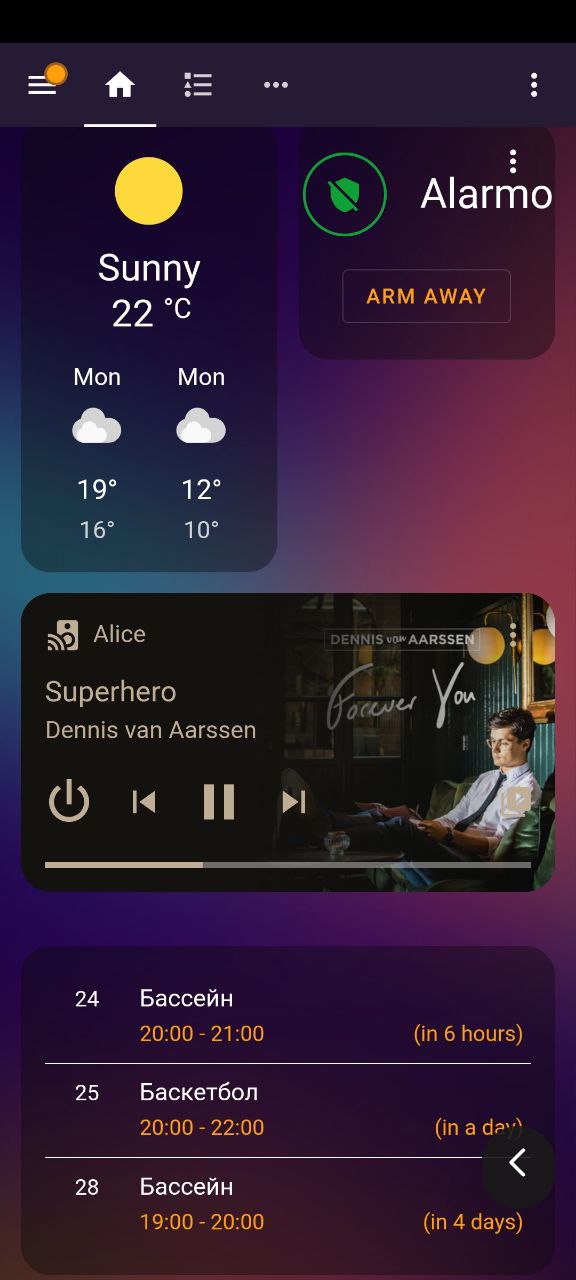 Sunny
22 °C
Mon Mon
19° 12°
16° 10°
Alarmo
ARM AWAY
Alice
Superhero
Dennis van Aarssen
DENNIS van AARSSEN
Forever You
24 Бассейн
20:00 - 21:00 (in 6 hours)
25 Баскетбол
20:00 - 22:00 (in a day)
28 Бассейн
19:00 - 20:00 (in 4 days)